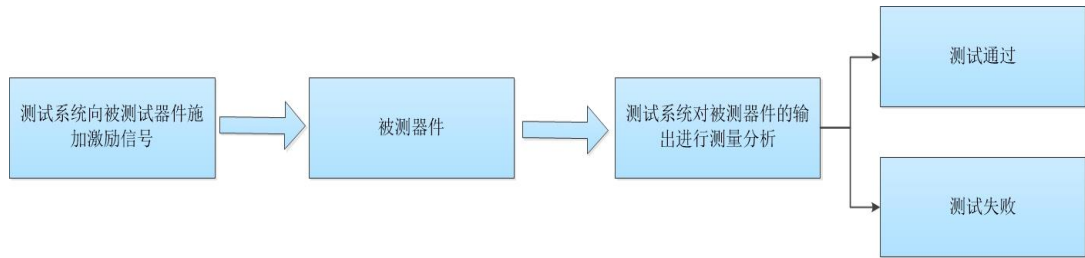 测试系统向被测试器件施
加激励信号
被测器件
测试系统对被测器件的输
出进行测量分析
测试通过
测试失败